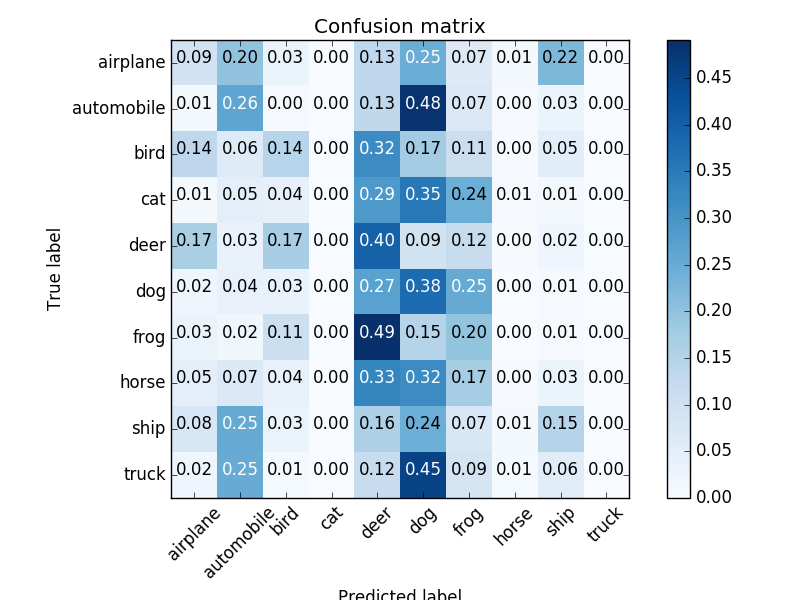 Confusion matrix
airplane 0.09 0.20 0.03 0.00 0.13 0.25 0.07 0.01 0.22 0.00
automobile 0.01 0.26 0.00 0.00 0.13 0.48 0.07 0.00 0.03 0.00
bird 0.14 0.06 0.14 0.00 0.32 0.17 0.11 0.00 0.05 0.00
cat 0.01 0.05 0.04 0.00 0.29 0.35 0.24 0.01 0.01 0.00
deer 0.17 0.03 0.17 0.00 0.40 0.09 0.12 0.00 0.02 0.00
dog 0.02 0.04 0.03 0.00 0.27 0.38 0.25 0.00 0.01 0.00
frog 0.03 0.02 0.11 0.00 0.49 0.15 0.20 0.00 0.01 0.00
horse 0.05 0.07 0.04 0.00 0.33 0.32 0.17 0.00 0.03 0.00
ship 0.08 0.25 0.03 0.00 0.16 0.24 0.07 0.01 0.15 0.00
truck 0.02 0.25 0.01 0.00 0.12 0.45 0.09 0.01 0.06 0.00
True label
airplane automobile bird cat deer dog frog horse ship truck
Predicted label
0.45
0.40
0.35
0.30
0.25
0.20
0.15
0.10
0.05
0.00